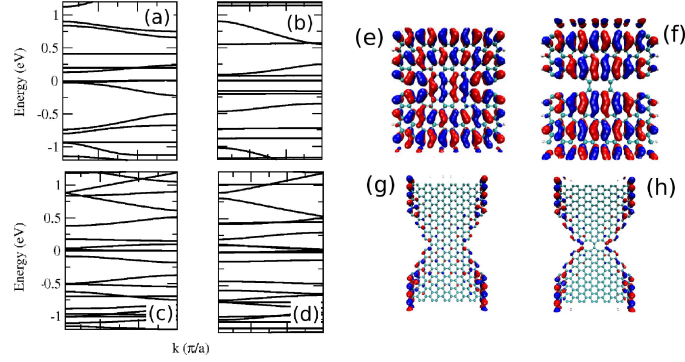 (a) (b) (e) (f)
1
0.5
0
-0.5
-1
Energy (eV)
(g) (h)
1
0.5
0
-0.5
-1
Energy (eV)
(c) (d)
k (π/a)